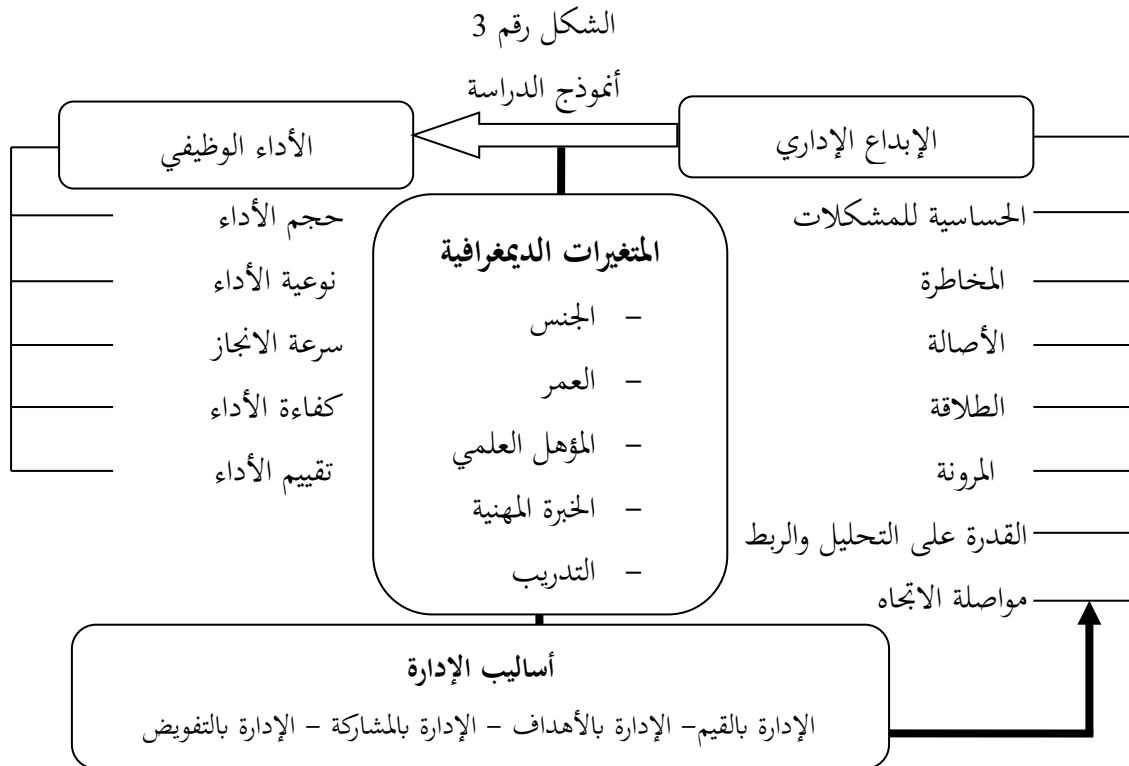 الشكل رقم 3
أنموذج الدراسة
الإبداع الإداري
الحساسية للمشكلات
المخاطرة
الأصالة
الطلاقة
المرونة
القدرة على التحليل والربط
مواصلة الاتجاه
المتغيرات الديمغرافية
– الجنس
– العمر
– المؤهل العلمي
– الخبرة المهنية
– التدريب
الأداء الوظيفي
حجم الأداء
نوعية الأداء
سرعة الانجاز
كفاءة الأداء
تقييم الأداء
أساليب الإدارة
الإدارة بالقيم– الإدارة بالأهداف – الإدارة بالمشاركة – الإدارة بالتفويض